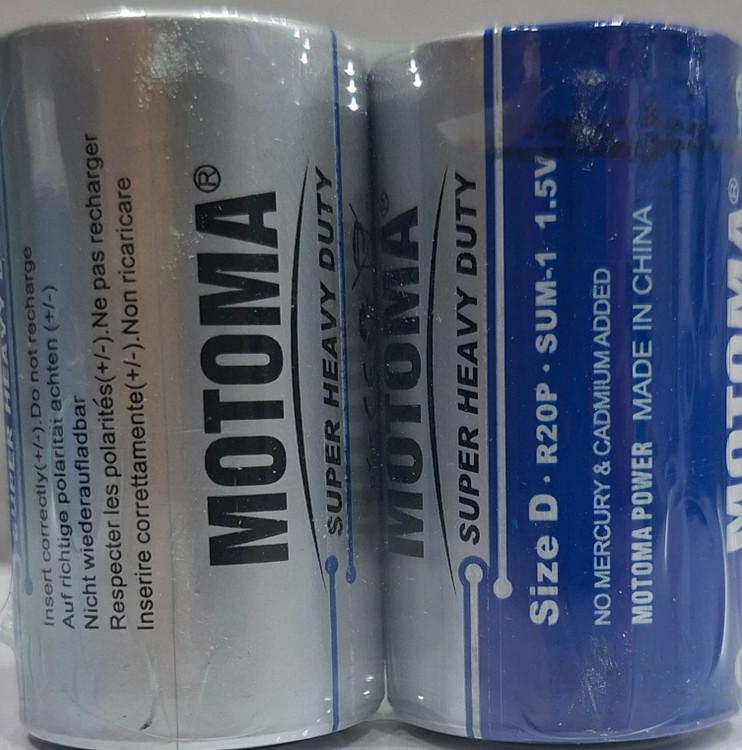 Insert correctly(+/-).Do not recharge
Auf richtige polarität achten (+/-)
Nicht wiederaufladbar
Respecter les polarités(+/-).Ne pas recharger
Inserire correttamente(+/-).Non ricaricare
MOTOMA®
SUPER HEAVY DUTY
MOTOMA®
SUPER HEAVY DUTY
Size D · R20P · SUM-1 1.5V
NO MERCURY & CADMIUM ADDED
MOTOMA POWER MADE IN CHINA
MOTOMA®